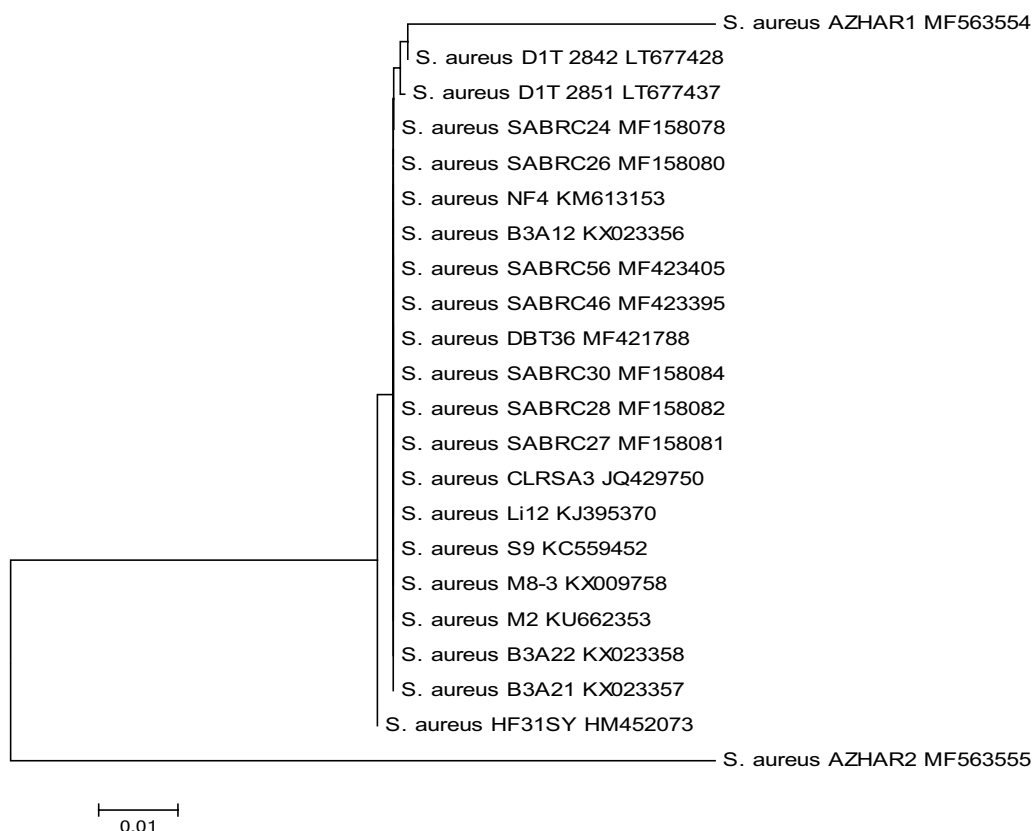 S. aureus AZHAR1 MF563554
S. aureus D1T 2842 LT677428
S. aureus D1T 2851 LT677437
S. aureus SABRC24 MF158078
S. aureus SABRC26 MF158080
S. aureus NF4 KM613153
S. aureus B3A12 KX023356
S. aureus SABRC56 MF423405
S. aureus SABRC46 MF423395
S. aureus DBT36 MF421788
S. aureus SABRC30 MF158084
S. aureus SABRC28 MF158082
S. aureus SABRC27 MF158081
S. aureus CLRSA3 JQ429750
S. aureus Li12 KJ395370
S. aureus S9 KC559452
S. aureus M8-3 KX009758
S. aureus M2 KU662353
S. aureus B3A22 KX023358
S. aureus B3A21 KX023357
S. aureus HF31SY HM452073
S. aureus AZHAR2 MF563555
0.01